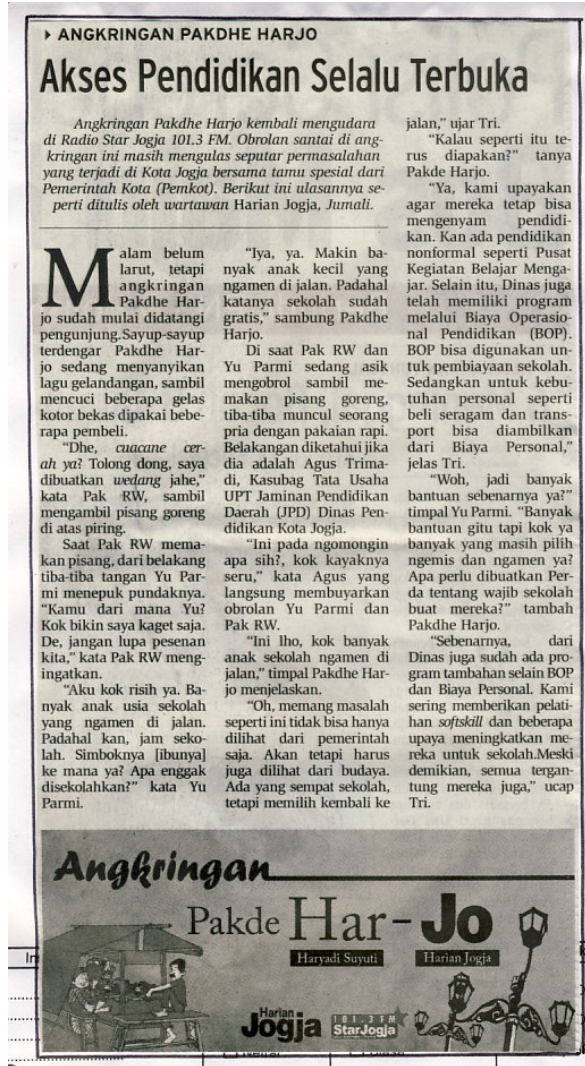 ANGKRINGAN PAKDHE HARJO
Akses Pendidikan Selalu Terbuka
Angkringan Pakdhe Harjo kembali mengudara
di Radio Star Jogja 101.3 FM. Obrolan santai di ang-
kringan ini masih mengulas seputar permasalahan
yang terjadi di Kota Jogja bersama tamu spesial dari
Pemerintah Kota (Pemkot). Berikut ini ulasannya se-
perti ditulis oleh wartawan Harian Jogja, Jumali.
Malam belum
larut, tetapi
angkringan
Pakdhe Har-
jo sudah mulai didatangi
pengunjung.Sayup-sayup
terdengar Pakdhe Har-
jo sedang menyanyikan
lagu gelandangan, sambil
mencuci beberapa gelas
kotor bekas dipakai bebe-
rapa pembeli.
"Dhe, cuacane cer-
ah ya? Tolong dong, saya
dibuatkan wedang jahe,"
kata Pak RW, sambil
mengambil pisang goreng
di atas piring.
Saat Pak RW mema-
kan pisang, dari belakang
tiba-tiba tangan Yu Par-
mi menepuk pundaknya.
"Kamu dari mana Yu?
Kok bikin saya kaget saja.
De, jangan lupa pesenan
kita," kata Pak RW meng-
ingatkan.
"Aku kok risih ya. Ba-
nyak anak usia sekolah
yang ngamen di jalan.
Padahal kan, jam seko-
lah. Simboknya [ibunya]
ke mana ya? Apa enggak
disekolahkan?" kata Yu
Parmi.
"Iya, ya. Makin ba-
nyak anak kecil yang
ngamen di jalan. Padahal
katanya sekolah sudah
gratis," sambung Pakdhe
Harjo.
Di saat Pak RW dan
Yu Parmi sedang asik
mengobrol sambil me-
makan pisang goreng,
tiba-tiba muncul seorang
pria dengan pakaian rapi.
Belakangan diketahui jika
dia adalah Agus Trima-
di, Kasubag Tata Usaha
UPT Jaminan Pendidikan
Daerah (JPD) Dinas Pen-
didikan Kota Jogja.
"Ini pada ngomongin
apa sih?, kok kayaknya
seru," kata Agus yang
langsung membuyarkan
obrolan Yu Parmi dan
Pak RW.
"Ini lho, kok banyak
anak sekolah ngamen di
jalan," timpal Pakdhe Har-
jo menjelaskan.
"Oh, memang masalah
seperti ini tidak bisa hanya
dilihat dari pemerintah
saja. Akan tetapi harus
juga dilihat dari budaya.
Ada yang sempat sekolah,
tetapi memilih kembali ke
jalan," ujar Tri.
"Kalau seperti itu te-
rus diapakan?" tanya
Pakde Harjo.
"Ya, kami upayakan
agar mereka tetap bisa
mengenyam pendidi-
kan. Kan ada pendidikan
nonformal seperti Pusat
Kegiatan Belajar Menga-
jar. Selain itu, Dinas juga
telah memiliki program
melalui Biaya Operasio-
nal Pendidikan (BOP).
BOP bisa digunakan un-
tuk pembiayaan sekolah.
Sedangkan untuk kebu-
tuhan personal seperti
beli seragam dan trans-
port bisa diambilkan
dari Biaya Personal,"
jelas Tri.
"Woh, jadi banyak
bantuan sebenarnya ya?"
timpal Yu Parmi. "Banyak
bantuan gitu tapi kok ya
banyak yang masih pilih
ngemis dan ngamen ya?
Apa perlu dibuatkan Per-
da tentang wajib sekolah
buat mereka?" tambah
Pakdhe Harjo.
"Sebenarnya, dari
Dinas juga sudah ada pro-
gram tambahan selain BOP
dan Biaya Personal. Kami
sering memberikan pelati-
han softskill dan beberapa
upaya meningkatkan me-
reka untuk sekolah.Meski
demikian, semua tergan-
tung mereka juga," ucap
Tri.
Angkringan
Pakde Har-Jo
Haryadi Suyuti Harian Jogja
Harian
Jogja
101.3 FM
StarJogja